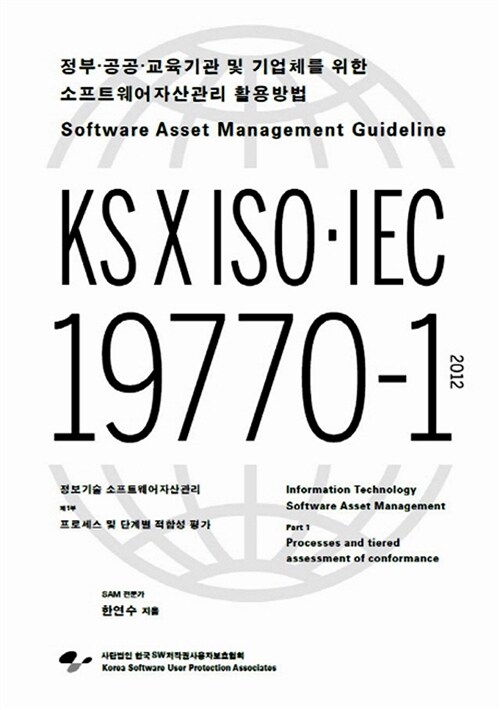 정부·공공·교육기관 및 기업체를 위한
소프트웨어자산관리 활용방법
Software Asset Management Guideline
KS X ISO·IEC
19770-1
2012
정보기술 소프트웨어자산관리
제1부
프로세스 및 단계별 적합성 평가
Information Technology
Software Asset Management
Part 1
Processes and tiered
assessment of conformance
SAM 전문가
한연수 지음
사단법인 한국SW저작권사용자보호협회
Korea Software User Protection Associates